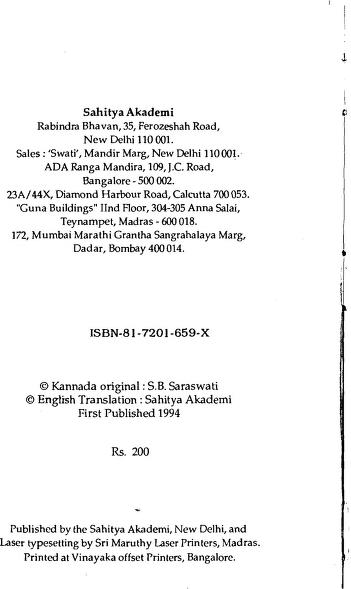 Sahitya Akademi
Rabindra Bhavan, 35, Ferozeshah Road,
New Delhi 110 001.
Sales : 'Swati', Mandir Marg, New Delhi 110 001.
ADA Ranga Mandira, 109, J.C. Road,
Bangalore - 500 002.
23A/44X, Diamond Harbour Road, Calcutta 700 053.
"Guna Buildings" IInd Floor, 304-305 Anna Salai,
Teynampet, Madras - 600 018.
172, Mumbai Marathi Grantha Sangrahalaya Marg,
Dadar, Bombay 400 014.
ISBN-81-7201-659-X
© Kannada original : S.B. Saraswati
© English Translation : Sahitya Akademi
First Published 1994
Rs. 200
Published by the Sahitya Akademi, New Delhi, and
Laser typesetting by Sri Maruthy Laser Printers, Madras.
Printed at Vinayaka offset Printers, Bangalore.